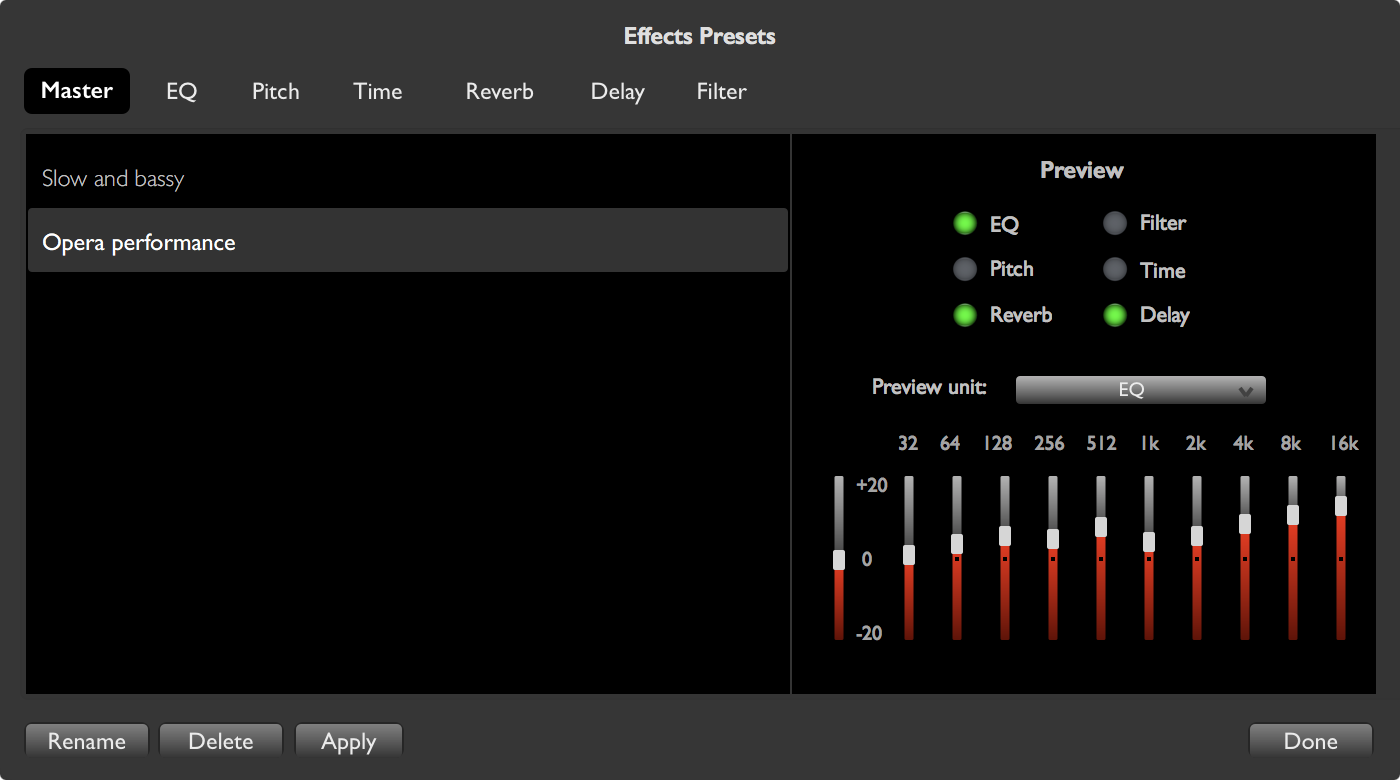 Effects Presets
Master EQ Pitch Time Reverb Delay Filter
Slow and bassy
Opera performance
Preview
EQ Filter
Pitch Time
Reverb Delay
Preview unit: EQ
32 64 128 256 512 1k 2k 4k 8k 16k
+20
0
-20
Rename Delete Apply Done